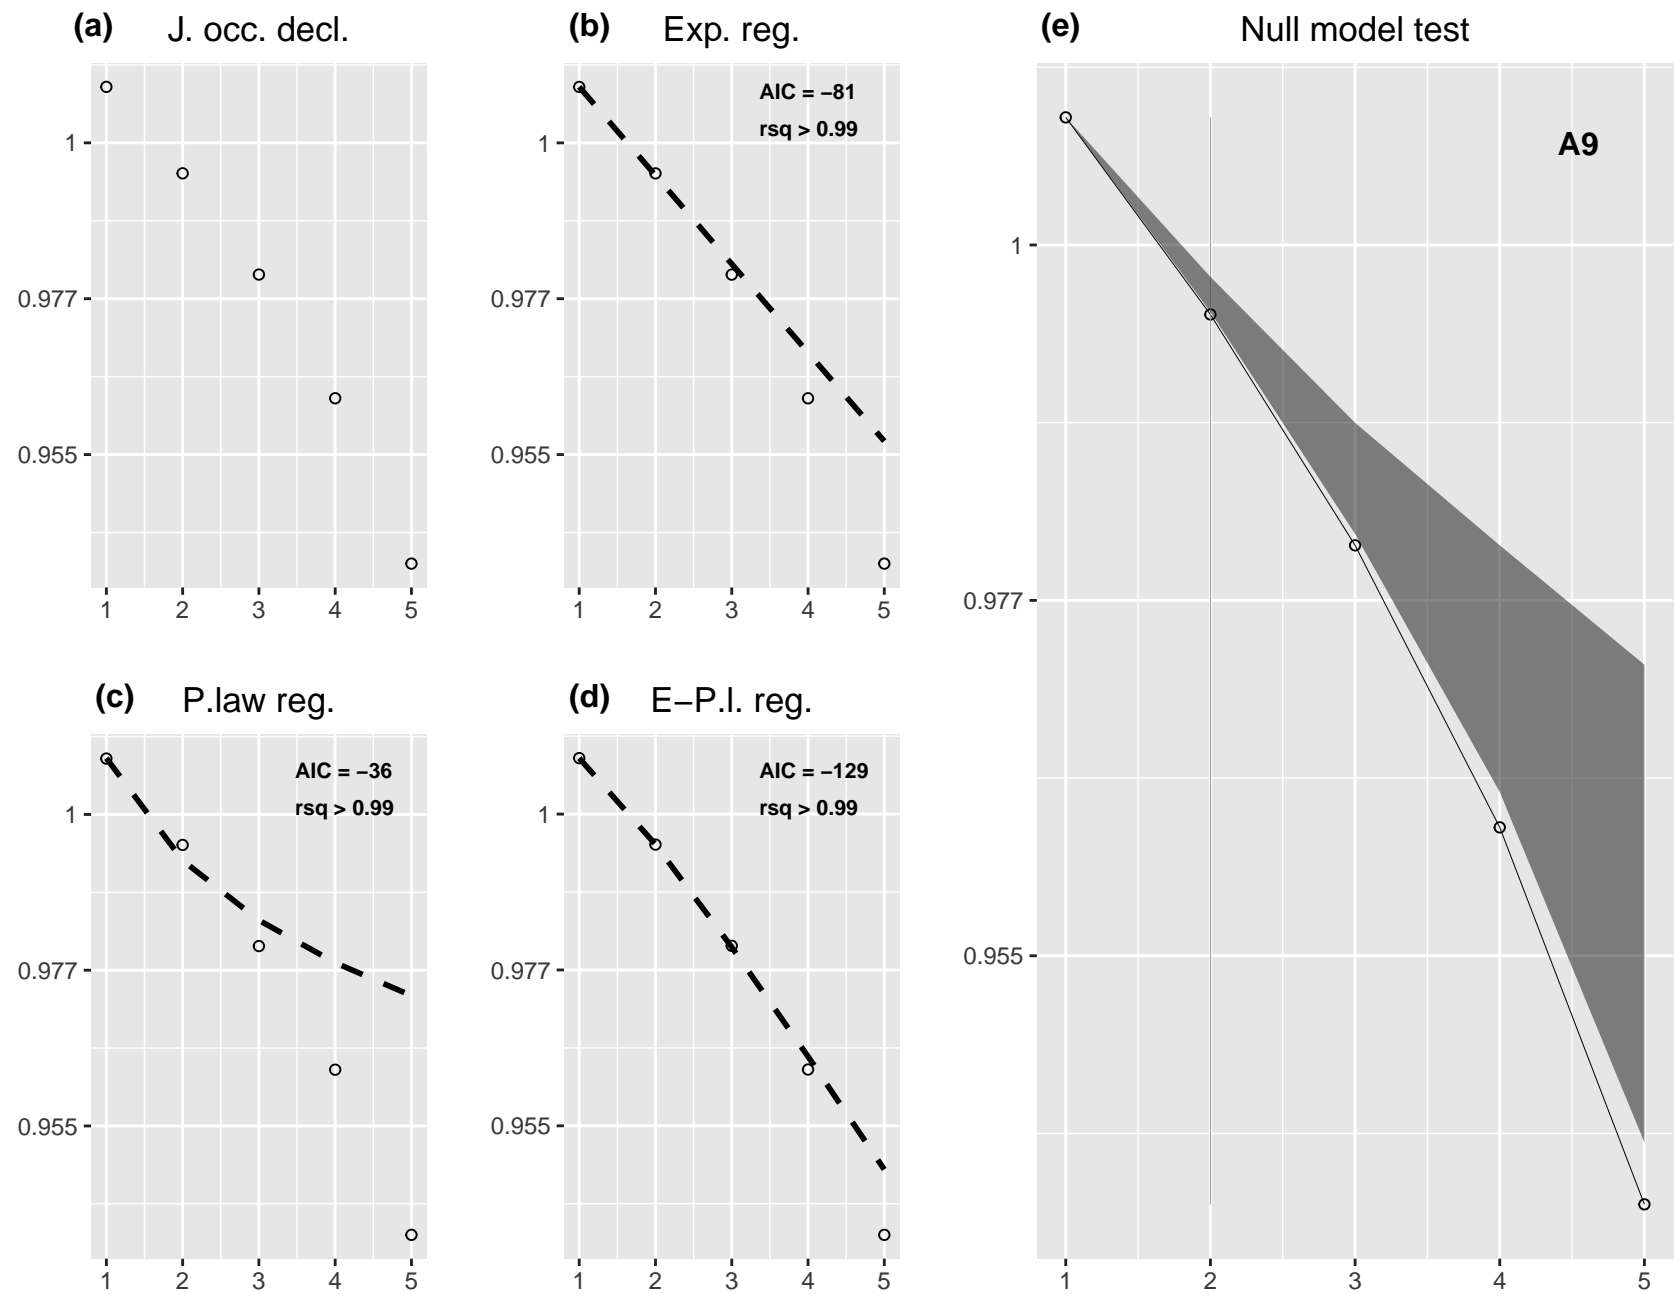 (a) J. occ. decl.
1
0.977
0.955
1 2 3 4 5
(b) Exp. reg.
AIC = −81
rsq > 0.99
1
0.977
0.955
1 2 3 4 5
(c) P.law reg.
AIC = −36
rsq > 0.99
1
0.977
0.955
1 2 3 4 5
(d) E−P.l. reg.
AIC = −129
rsq > 0.99
1
0.977
0.955
1 2 3 4 5
(e) Null model test
A9
1
0.977
0.955
1 2 3 4 5